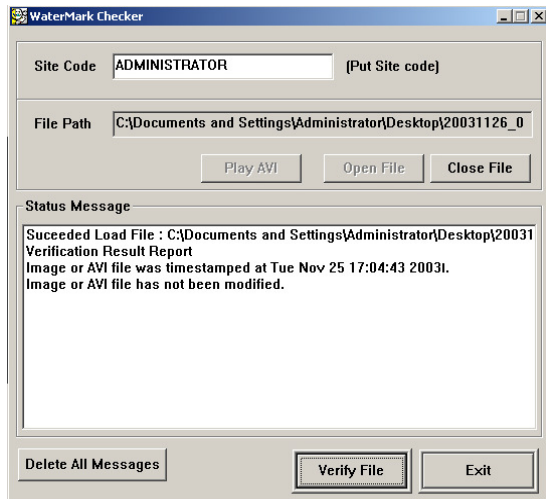 WaterMark Checker
Site Code ADMINISTRATOR (Put Site code)
File Path C:\Documents and Settings\Administrator\Desktop\20031126_0
Play AVI Open File Close File
Status Message
Suceeded Load File : C:\Documents and Settings\Administrator\Desktop\20031
Verification Result Report
Image or AVI file was timestamped at Tue Nov 25 17:04:43 2003l.
Image or AVI file has not been modified.
Delete All Messages Verify File Exit